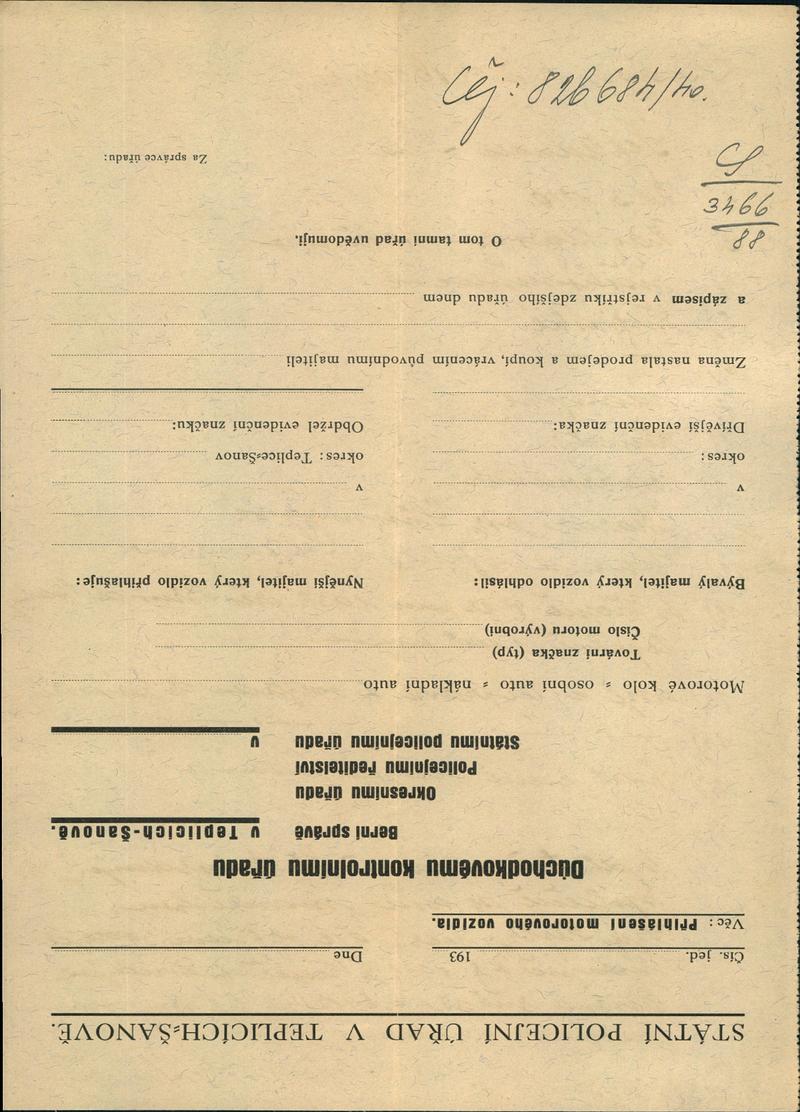 STÁTNÍ POLICEJNÍ ÚŘAD V TEPLICÍCH-ŠANOVĚ.
Čís. jed. 193 Dne
Věc: Přihlášení motorového vozidla.
Důchodkovému kontrolnímu úřadu
Berní správě v Teplicích-Šanově.
Okresnímu úřadu
Policejnímu ředitelství
Státnímu policejnímu úřadu v
Motorové kolo - osobní auto - nákladní auto
Tovární značka (typ)
Číslo motoru (výrobní)
Bývalý majitel, který vozidlo odhlásil:
v
okres:
Dřívější evidenční značka:
Nynější majitel, který vozidlo přihlašuje:
v
okres: Teplice-Šanov
Obdržel evidenční značku:
Změna nastala prodejem a koupí, vrácením původnímu majiteli
a zápisem v rejstříku zdejšího úřadu dnem
O tom tamní úřad uvědomuji.
Za správce úřadu:
Čěj: 826684/40.
S
3466
88